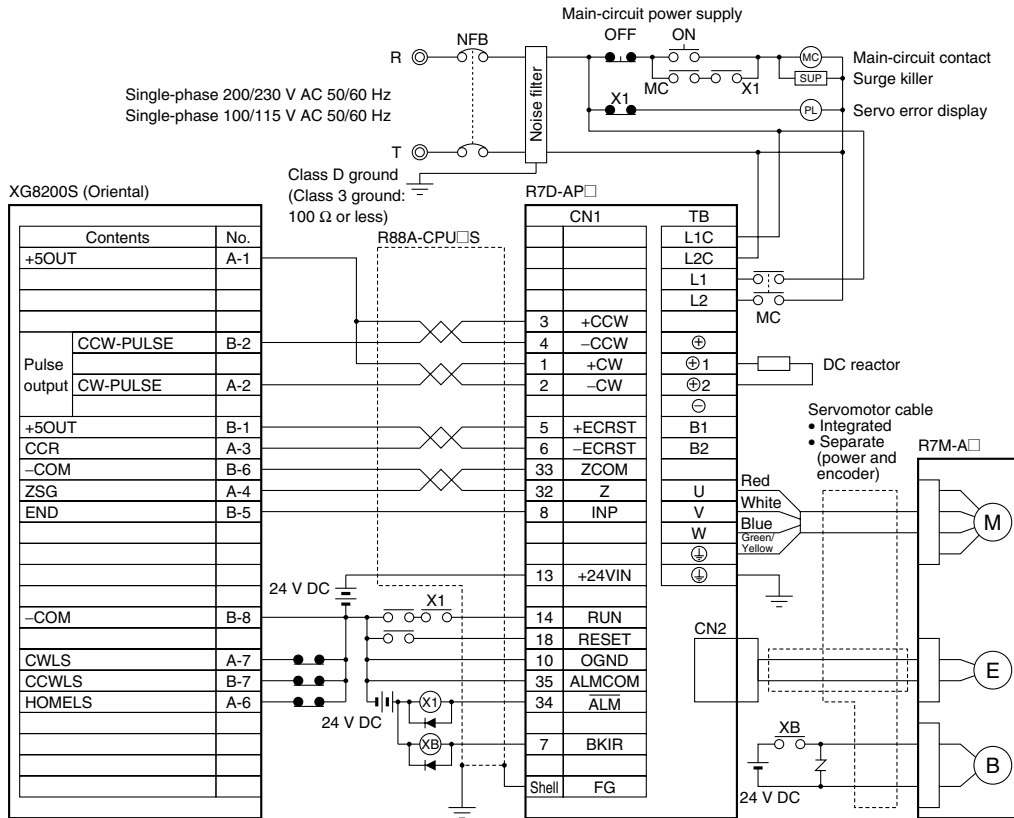 Main-circuit power supply
OFF ON
R NFB
MC Main-circuit contact
MC X1 SUP Surge killer
Single-phase 200/230 V AC 50/60 Hz
Single-phase 100/115 V AC 50/60 Hz
Noise filter
X1 PL Servo error display
T
Class D ground
(Class 3 ground:
100 Ω or less)
XG8200S (Oriental)
R7D-AP□
R88A-CPU□S
CN1 TB
Contents No.
L1C
+5OUT A-1 L2C
L1
L2
MC
3 +CCW
Pulse output
CCW-PULSE B-2 4 −CCW ⊕
1 +CW ⊕1 DC reactor
CW-PULSE A-2 2 −CW ⊕2
⊖
+5OUT B-1 5 +ECRST B1
CCR A-3 6 −ECRST B2
−COM B-6 33 ZCOM
ZSG A-4 32 Z U Red
END B-5 8 INP V White
W Blue
Green/
Yellow
Servomotor cable
• Integrated
• Separate
(power and
encoder)
R7M-A□
M
24 V DC 13 +24VIN
−COM B-8 X1 14 RUN
18 RESET CN2
CWLS A-7 10 OGND
CCWLS B-7 35 ALMCOM E
HOMELS A-6 X1 34 ALM
24 V DC
XB 7 BKIR
XB
B
Shell FG
24 V DC